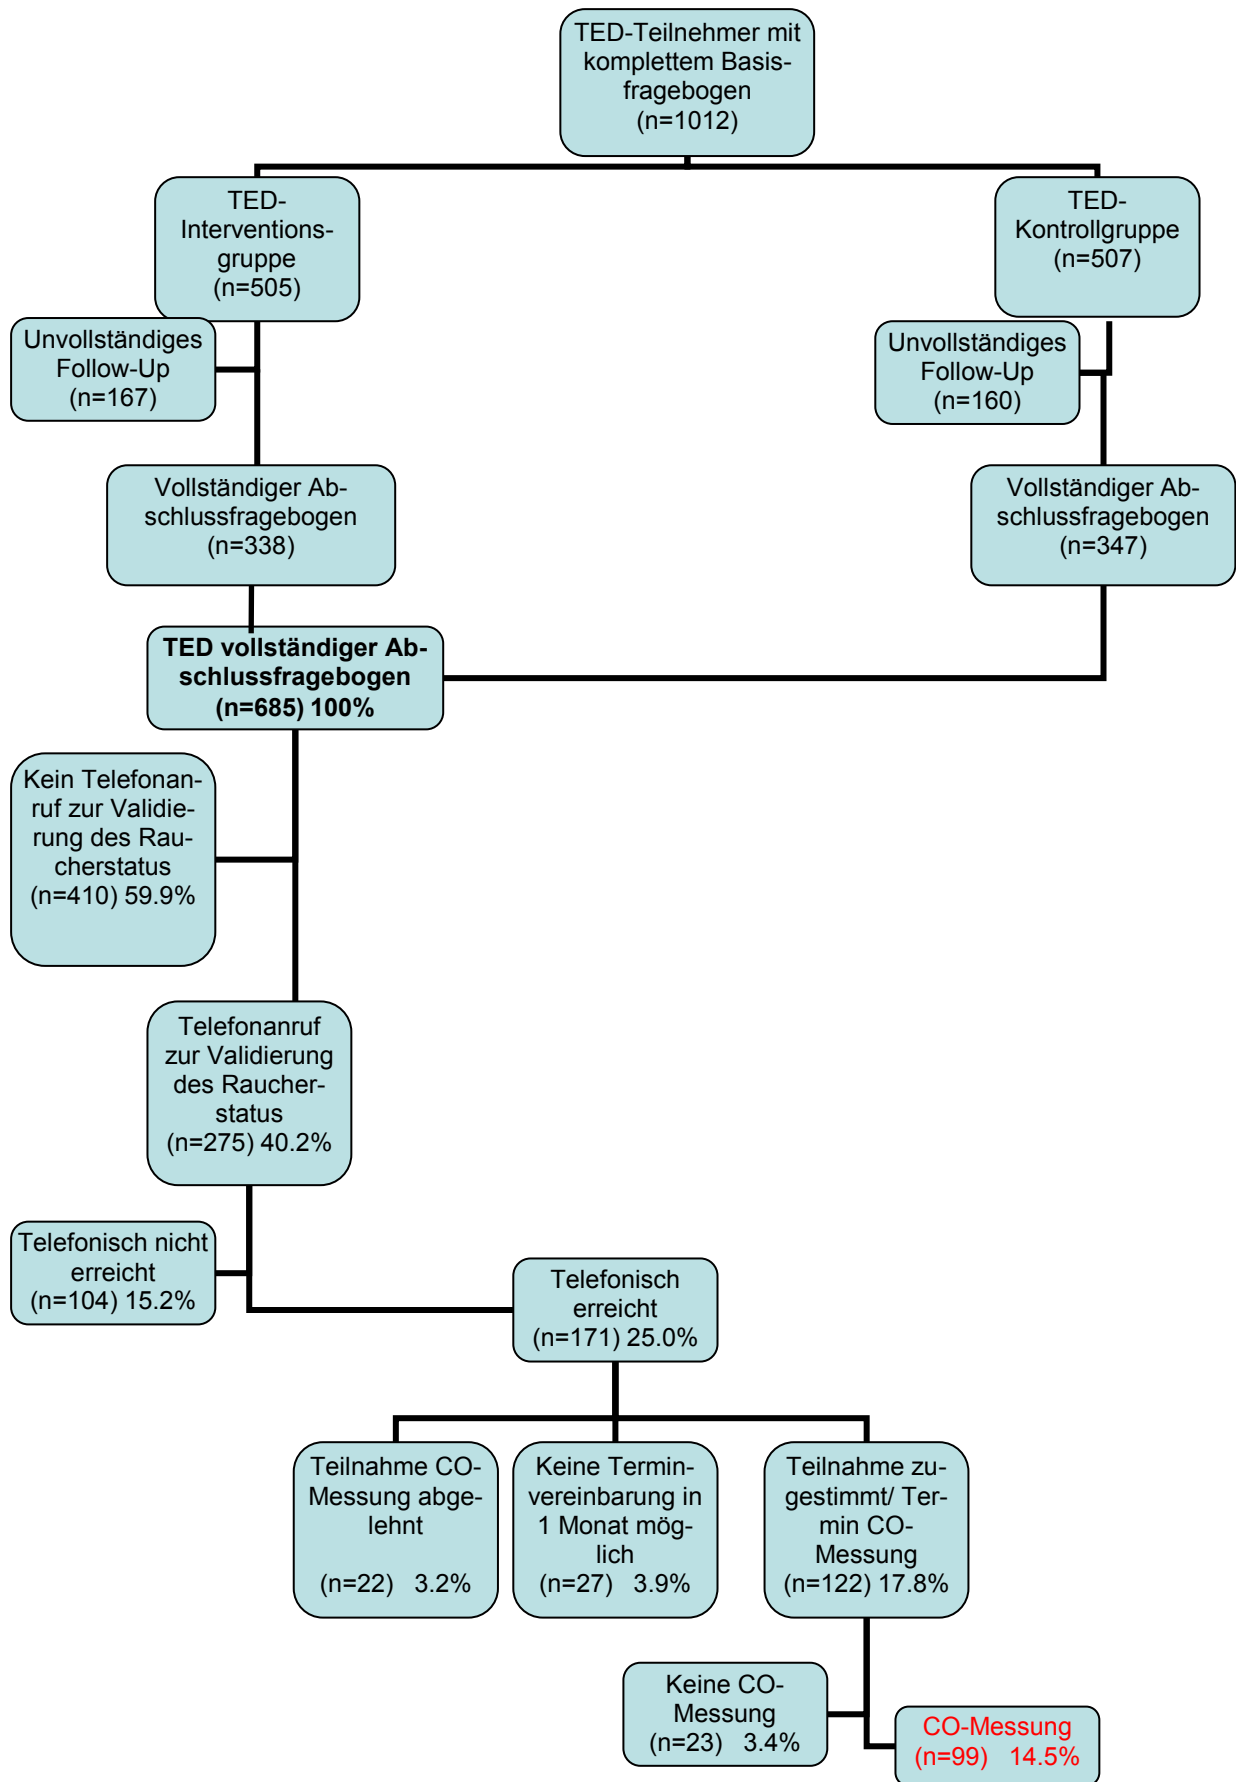 TED-Teilnehmer mit
komplettem Basis-
fragebogen
(n=1012)
TED-
Interventions-
gruppe
(n=505)
TED-
Kontrollgruppe
(n=507)
Unvollständiges
Follow-Up
(n=167)
Unvollständiges
Follow-Up
(n=160)
Vollständiger Ab-
schlussfragebogen
(n=338)
Vollständiger Ab-
schlussfragebogen
(n=347)
TED vollständiger Ab-
schlussfragebogen
(n=685) 100%
Kein Telefonan-
ruf zur Validie-
rung des Rau-
cherstatus
(n=410) 59.9%
Telefonanruf
zur Validierung
des Raucher-
status
(n=275) 40.2%
Telefonisch nicht
erreicht
(n=104) 15.2%
Telefonisch
erreicht
(n=171) 25.0%
Teilnahme CO-
Messung abge-
lehnt
(n=22) 3.2%
Keine Termin-
vereinbarung in
1 Monat mög-
lich
(n=27) 3.9%
Teilnahme zu-
gestimmt/ Ter-
min CO-
Messung
(n=122) 17.8%
Keine CO-
Messung
(n=23) 3.4%
CO-Messung
(n=99) 14.5%